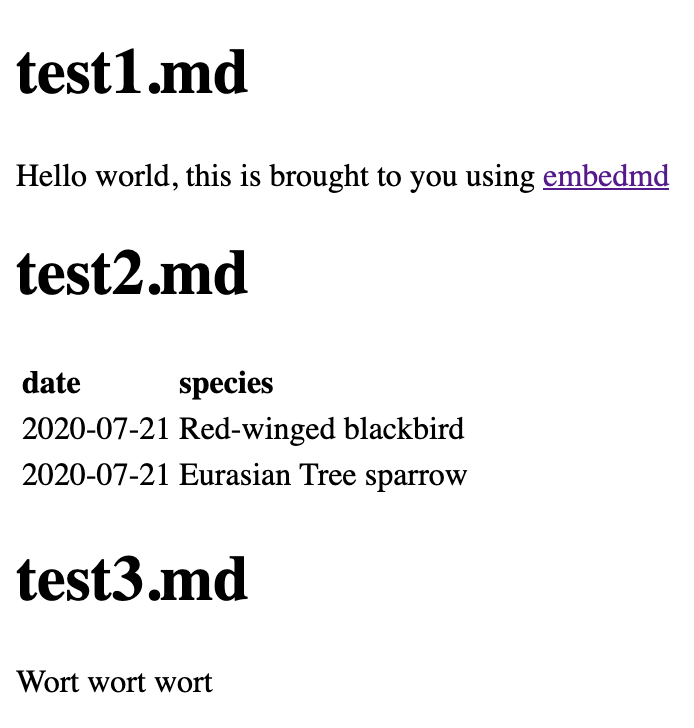 test1.md
Hello world, this is brought to you using embedmd
test2.md
date species
2020-07-21 Red-winged blackbird
2020-07-21 Eurasian Tree sparrow
test3.md
Wort wort wort